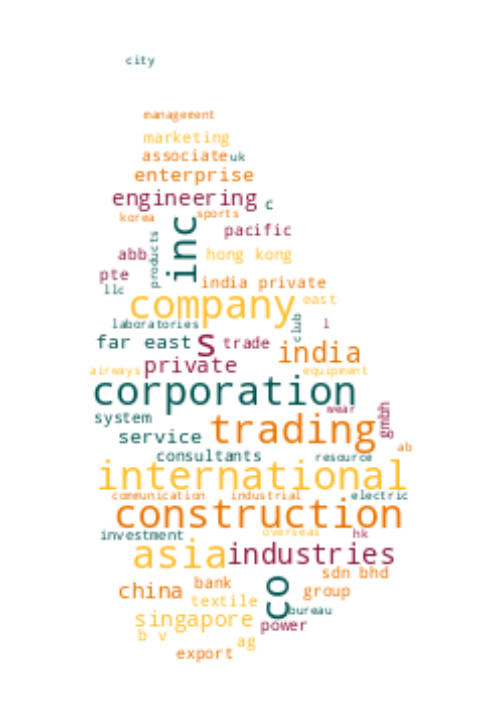 city
management
marketing
associate uk
enterprise
engineering c
korea sports
inc pacific
products
abb hong kong
pte india private
llc
company east
laboratories club l
far east s trade india
airways private equipment
corporation
wear
system trading gmbh
service ab
consultants resource
international
communication industrial electric
construction
investment overseas hk
asia industries
sdn bhd
china bank group
textile co bureau
singapore power
b v ag
export